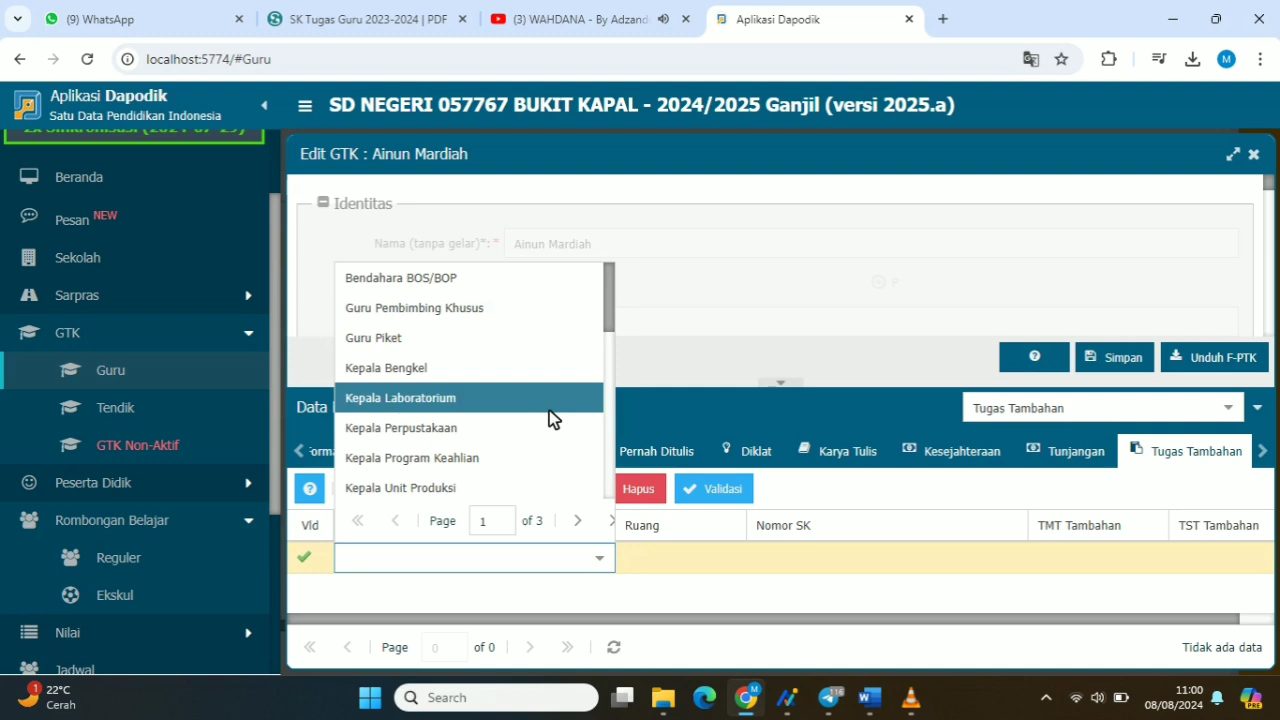 (9) WhatsApp
SK Tugas Guru 2023-2024 | PDF
(3) WAHDANA - By Adzand
Aplikasi Dapodik
localhost:5774/#Guru
M
Aplikasi Dapodik
Satu Data Pendidikan Indonesia
SD NEGERI 057767 BUKIT KAPAL - 2024/2025 Ganjil (versi 2025.a)
Beranda
Pesan NEW
Sekolah
Sarpras
GTK
Guru
Tendik
GTK Non-Aktif
Peserta Didik
Rombongan Belajar
Reguler
Ekskul
Nilai
Jadwal
Edit GTK : Ainun Mardiah
Identitas
Nama (tanpa gelar)*: * Ainun Mardiah
P
Bendahara BOS/BOP
Guru Pembimbing Khusus
Guru Piket
Kepala Bengkel
Kepala Laboratorium
Kepala Perpustakaan
Kepala Program Keahlian
Kepala Unit Produksi
Page 1 of 3
Simpan
Unduh F-PTK
Data
Tugas Tambahan
Pernah Ditulis
Diklat
Karya Tulis
Kesejahteraan
Tunjangan
Tugas Tambahan
Hapus
Validasi
Vld
Ruang
Nomor SK
TMT Tambahan
TST Tambahan
Page 0 of 0
Tidak ada data
1
22°C
Cerah
Search
116
11:00
08/08/2024
PRE